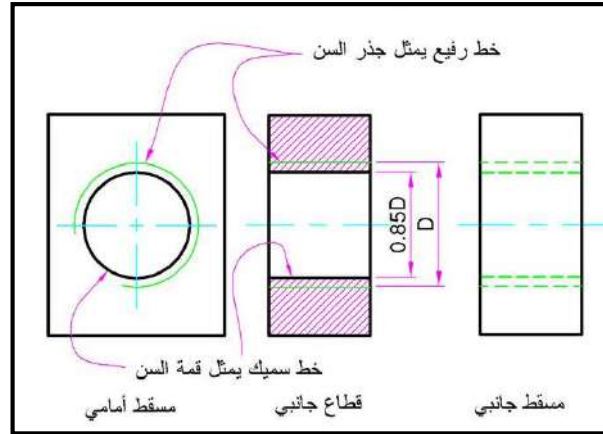 خط رفيع يمثل جذر السن
0.85D
D
خط سميك يمثل قمة السن
مسقط جانبي
قطاع جانبي
مسقط أمامي